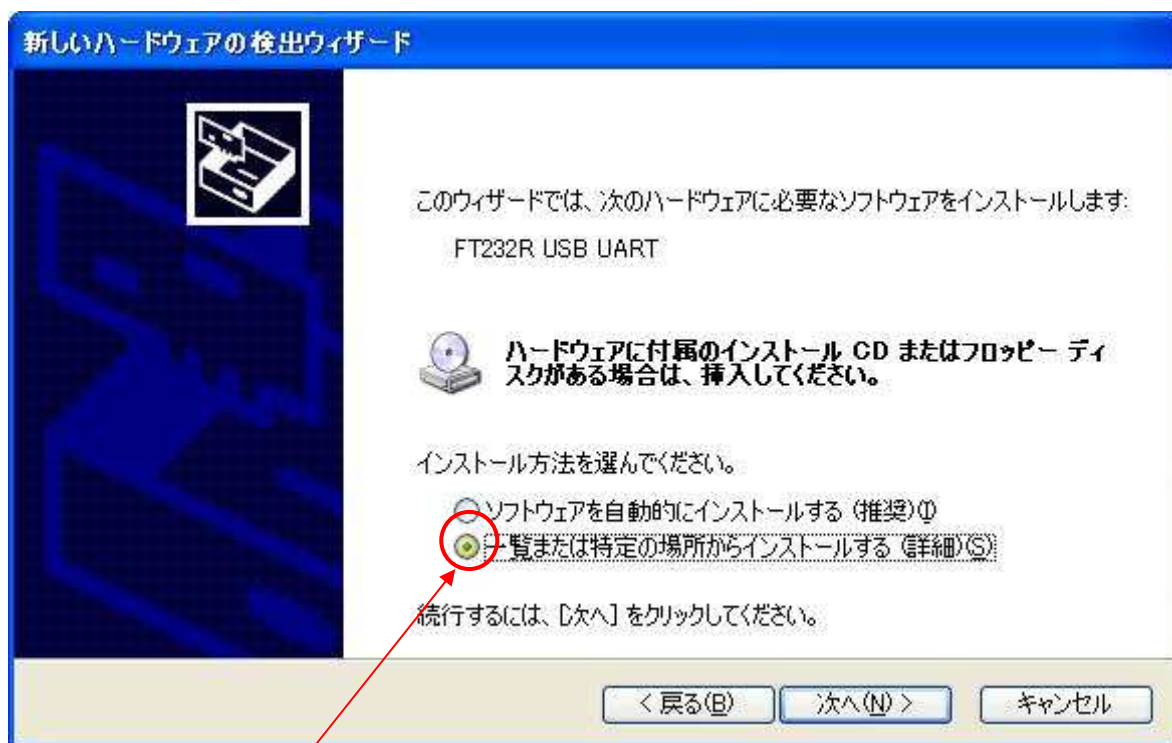 新しいハードウェアの検出ウィザード
このウィザードでは、次のハードウェアに必要なソフトウェアをインストールします:
FT232R USB UART
ハードウェアに付属のインストール CD またはフロッピー ディ
スクがある場合は、挿入してください。
インストール方法を選んでください。
ソフトウェアを自動的にインストールする (推奨)(I)
一覧または特定の場所からインストールする (詳細)(S)
続行するには、[次へ] をクリックしてください。
< 戻る(B)
次へ(N) >
キャンセル